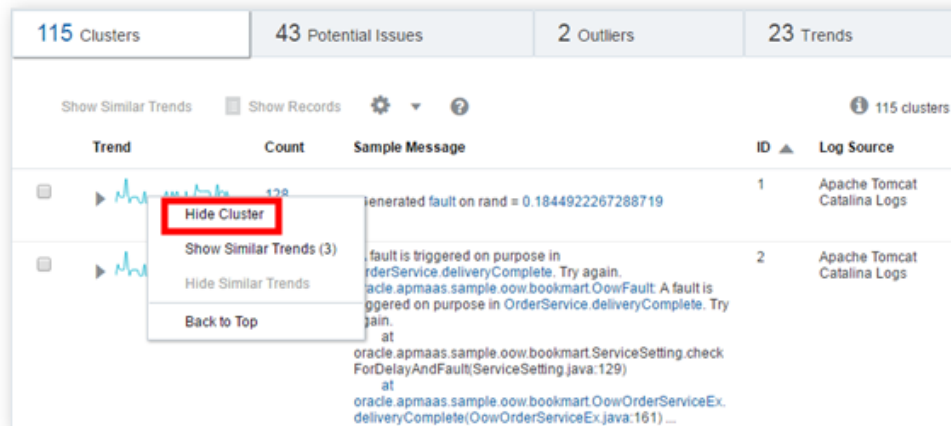 115 Clusters
43 Potential Issues
2 Outliers
23 Trends
Show Similar Trends
Show Records
115 clusters
Trend
Count
Sample Message
ID
Log Source
128
enerated fault on rand = 0.1844922267288719
1
Apache Tomcat
Catalina Logs
Hide Cluster
Show Similar Trends (3)
Hide Similar Trends
Back to Top
fault is triggered on purpose in
rderService.deliveryComplete. Try again.
racle.apmaas.sample.oow.bookmart.OowFault: A fault is
ggered on purpose in OrderService.deliveryComplete. Try
gain.
at
oracle.apmaas.sample.oow.bookmart.ServiceSetting.check
ForDelayAndFault(ServiceSetting.java:129)
at
oracle.apmaas.sample.oow.bookmart.OowOrderServiceEx.
deliveryComplete(OowOrderServiceEx.java:161) ...
2
Apache Tomcat
Catalina Logs